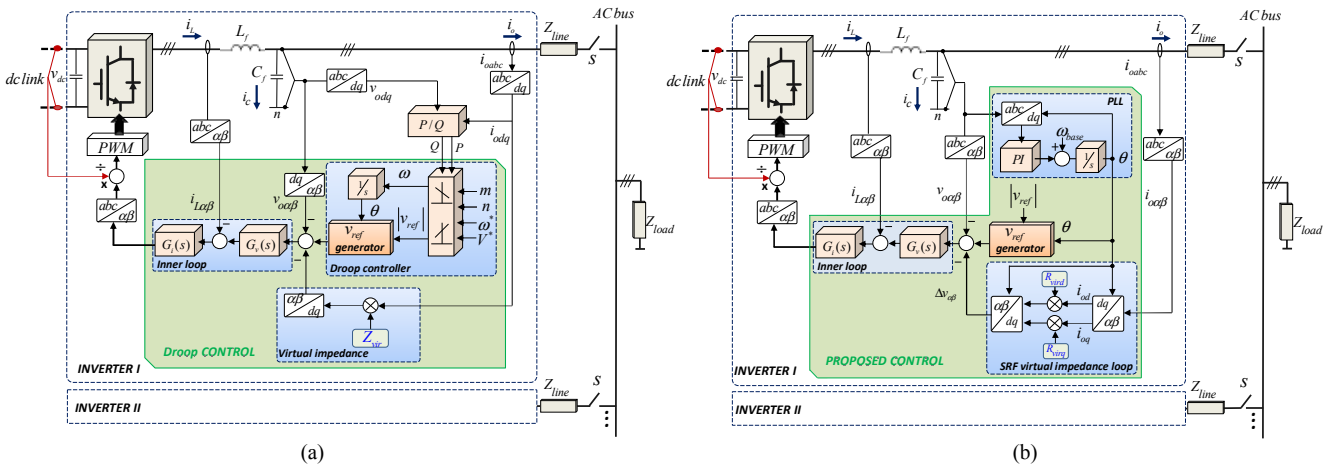 i_L
L_f
i_o
Z_line
AC bus
S
dc link
v_dc
C_f
i_c
n
abc
dq
v_odq
i_oabc
abc
dq
P/Q
i_odq
Q
P
PWM
÷
x
abc
αβ
abc
αβ
i_Lαβ
dq
αβ
v_oαβ
1/s
ω
θ
|v_ref|
m
n
ω*
V*
G_i(s)
G_v(s)
Inner loop
v_ref
generator
Droop controller
αβ
dq
Z_vir
Virtual impedance
Droop CONTROL
INVERTER I
Z_load
INVERTER II
Z_line
S
(a)
i_L
L_f
i_o
Z_line
AC bus
S
dc link
v_dc
C_f
i_c
n
i_oabc
PLL
abc
dq
ω_base
PI
+
1/s
θ
PWM
÷
x
abc
αβ
abc
αβ
abc
αβ
abc
αβ
i_Lαβ
v_oαβ
i_oαβ
|v_ref|
G_i(s)
G_v(s)
Inner loop
v_ref
generator
θ
Δv_αβ
R_vird
αβ
dq
i_od
i_oq
dq
αβ
R_virq
SRF virtual impedance loop
PROPOSED CONTROL
INVERTER I
Z_load
INVERTER II
Z_line
S
(b)